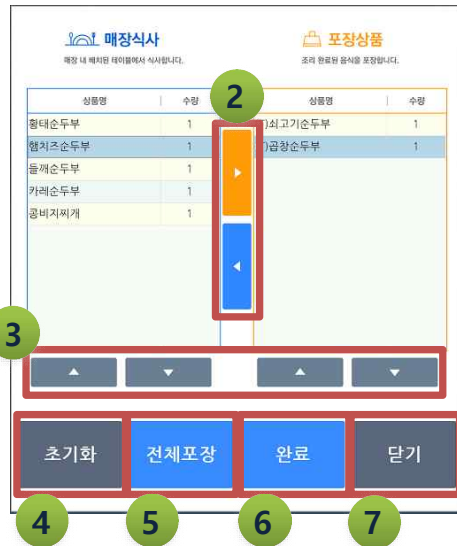 매장식사
매장 내 배치된 테이블에서 식사합니다.
포장상품
조리 완료된 음식을 포장합니다.
2
상품명 수량
황태순두부 1
햄치즈순두부 1
들깨순두부 1
카레순두부 1
콩비지찌개 1
상품명 수량
)쇠고기순두부 1
)곱창순두부 1
3
초기화 전체포장 완료 닫기
4 5 6 7